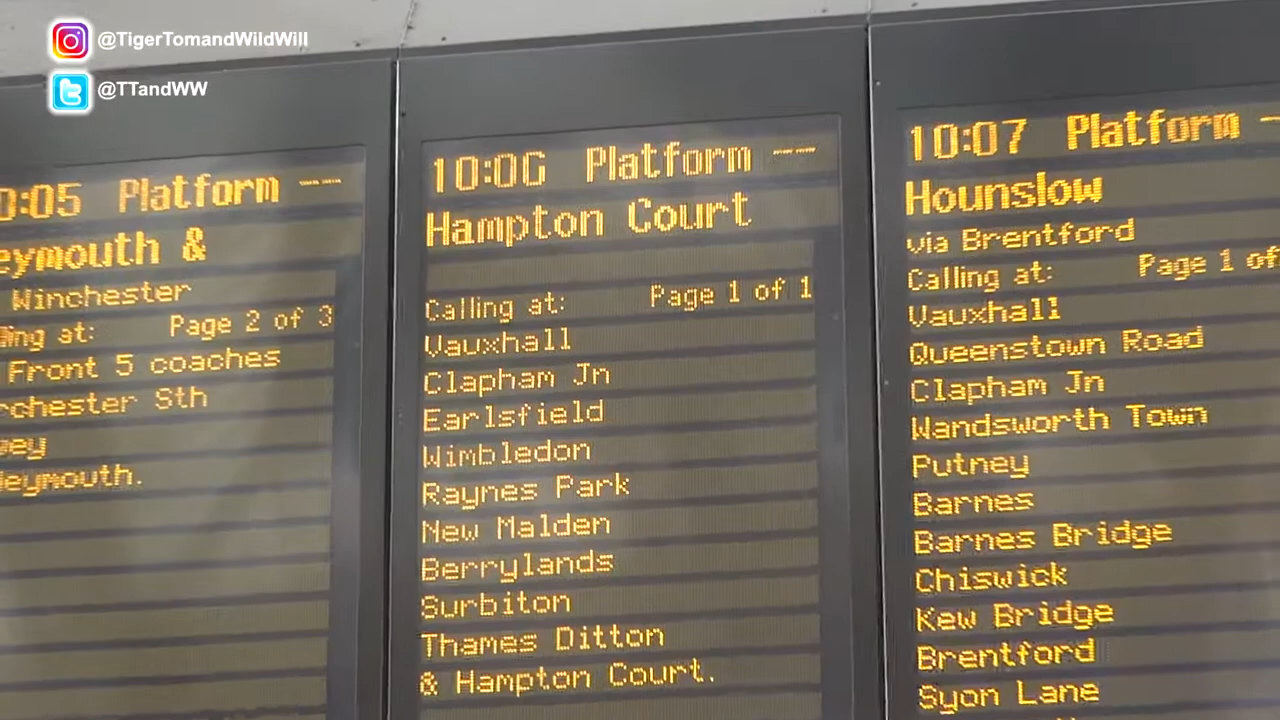 @TigerTomandWildWill
@TTandWW
0:05 Platform --
eymouth &
Winchester
lling at: Page 2 of 3
Front 5 coaches
rchester Sth
Weymouth.
10:06 Platform --
Hampton Court
Calling at: Page 1 of 1
Vauxhall
Clapham Jn
Earlsfield
Wimbledon
Raynes Park
New Malden
Berrylands
Surbiton
Thames Ditton
& Hampton Court.
10:07 Platform -
Hounslow
via Brentford
Calling at: Page 1 of
Vauxhall
Queenstown Road
Clapham Jn
Wandsworth Town
Putney
Barnes
Barnes Bridge
Chiswick
Kew Bridge
Brentford
Syon Lane